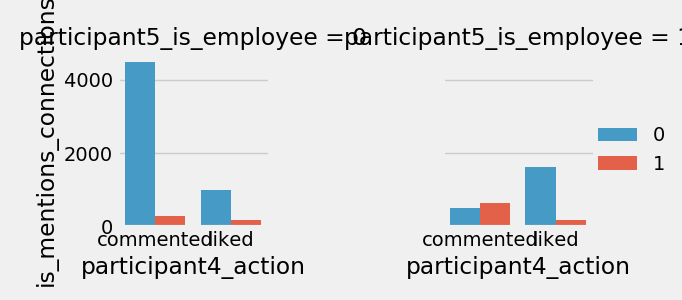 participant5_is_employee = 0
participant5_is_employee = 1
is_mentions_connections
4000
2000
0
commented
liked
commented
liked
participant4_action
participant4_action
0
1